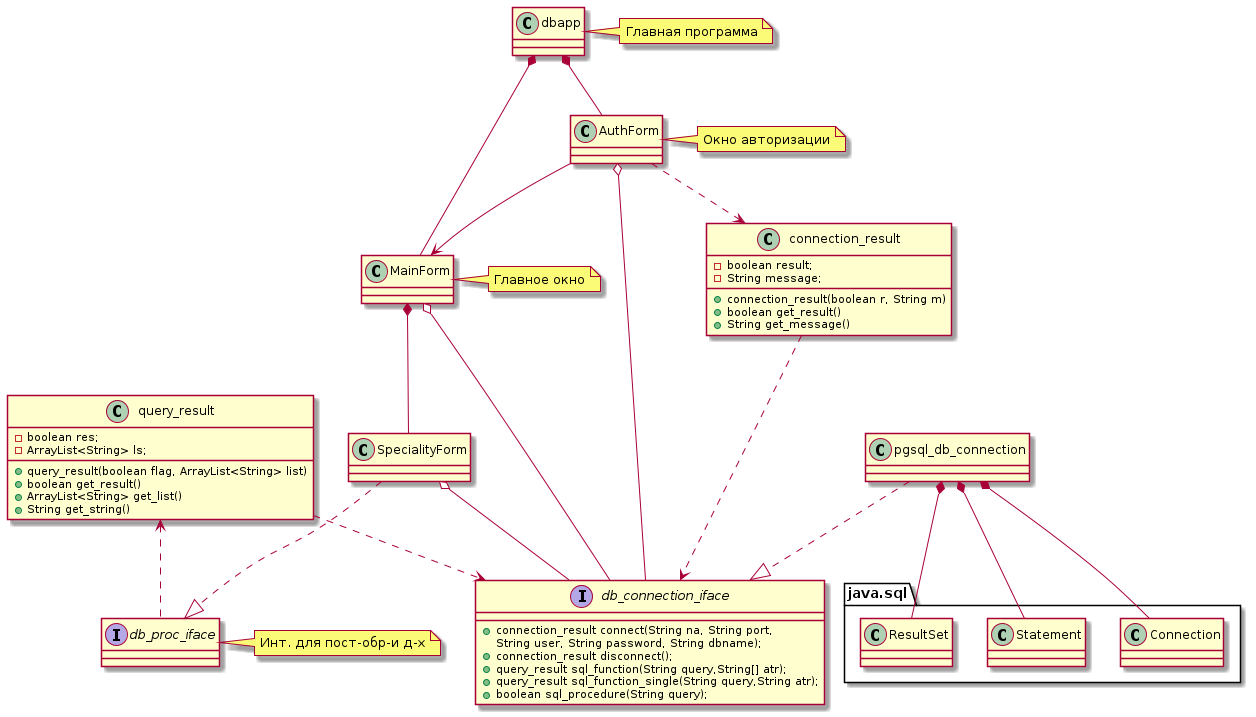 C dbapp
Главная программа
C AuthForm
Окно авторизации
C connection_result
boolean result;
String message;
connection_result(boolean r, String m)
boolean get_result()
String get_message()
C MainForm
Главное окно
C query_result
boolean res;
ArrayList<String> ls;
query_result(boolean flag, ArrayList<String> list)
boolean get_result()
ArrayList<String> get_list()
String get_string()
C SpecialityForm
C pgsql_db_connection
I db_connection_iface
connection_result connect(String na, String port,
String user, String password, String dbname);
connection_result disconnect();
query_result sql_function(String query,String[] atr);
query_result sql_function_single(String query,String atr);
boolean sql_procedure(String query);
java.sql
C ResultSet
C Statement
C Connection
I db_proc_iface
Инт. для пост-обр-и д-х